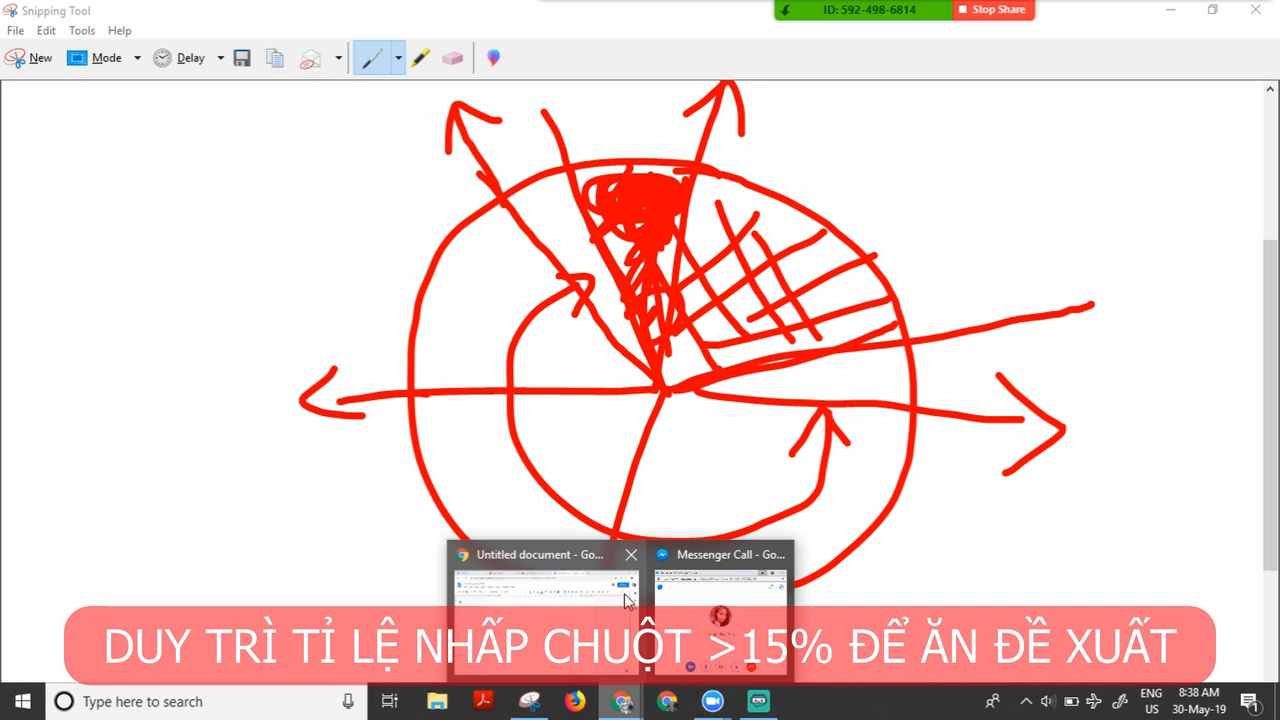 Snipping Tool
ID: 592-498-6814
Stop Share
File Edit Tools Help
New Mode Delay
Untitled document - Go...
Messenger Call - Go...
DUY TRÌ TỈ LỆ NHẤP CHUỘT >15% ĐỂ ĂN ĐỀ XUẤT
Type here to search
ENG
US
8:38 AM
30-May-19
1